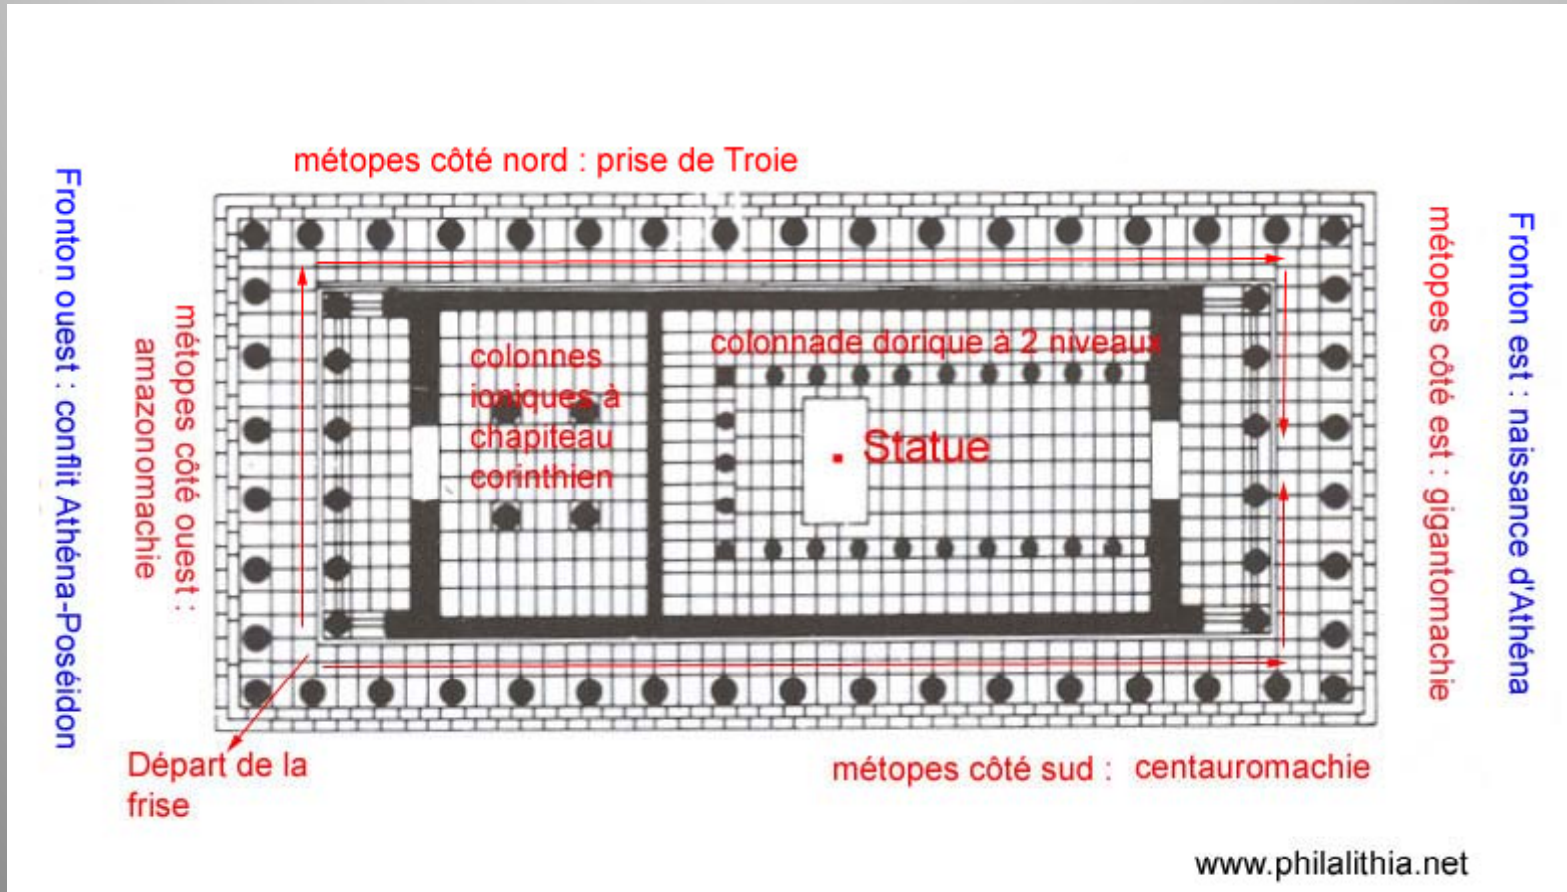 métopes côté nord : prise de Troie
Fronton ouest : conflit Athéna-Poséidon
métopes côté ouest :
amazonomachie
colonnes
ioniques à
chapiteau
corinthien
colonnade dorique à 2 niveaux
Statue
métopes côté est : gigantomachie
Fronton est : naissance d'Athéna
Départ de la
frise
métopes côté sud : centauromachie
www.philalithia.net